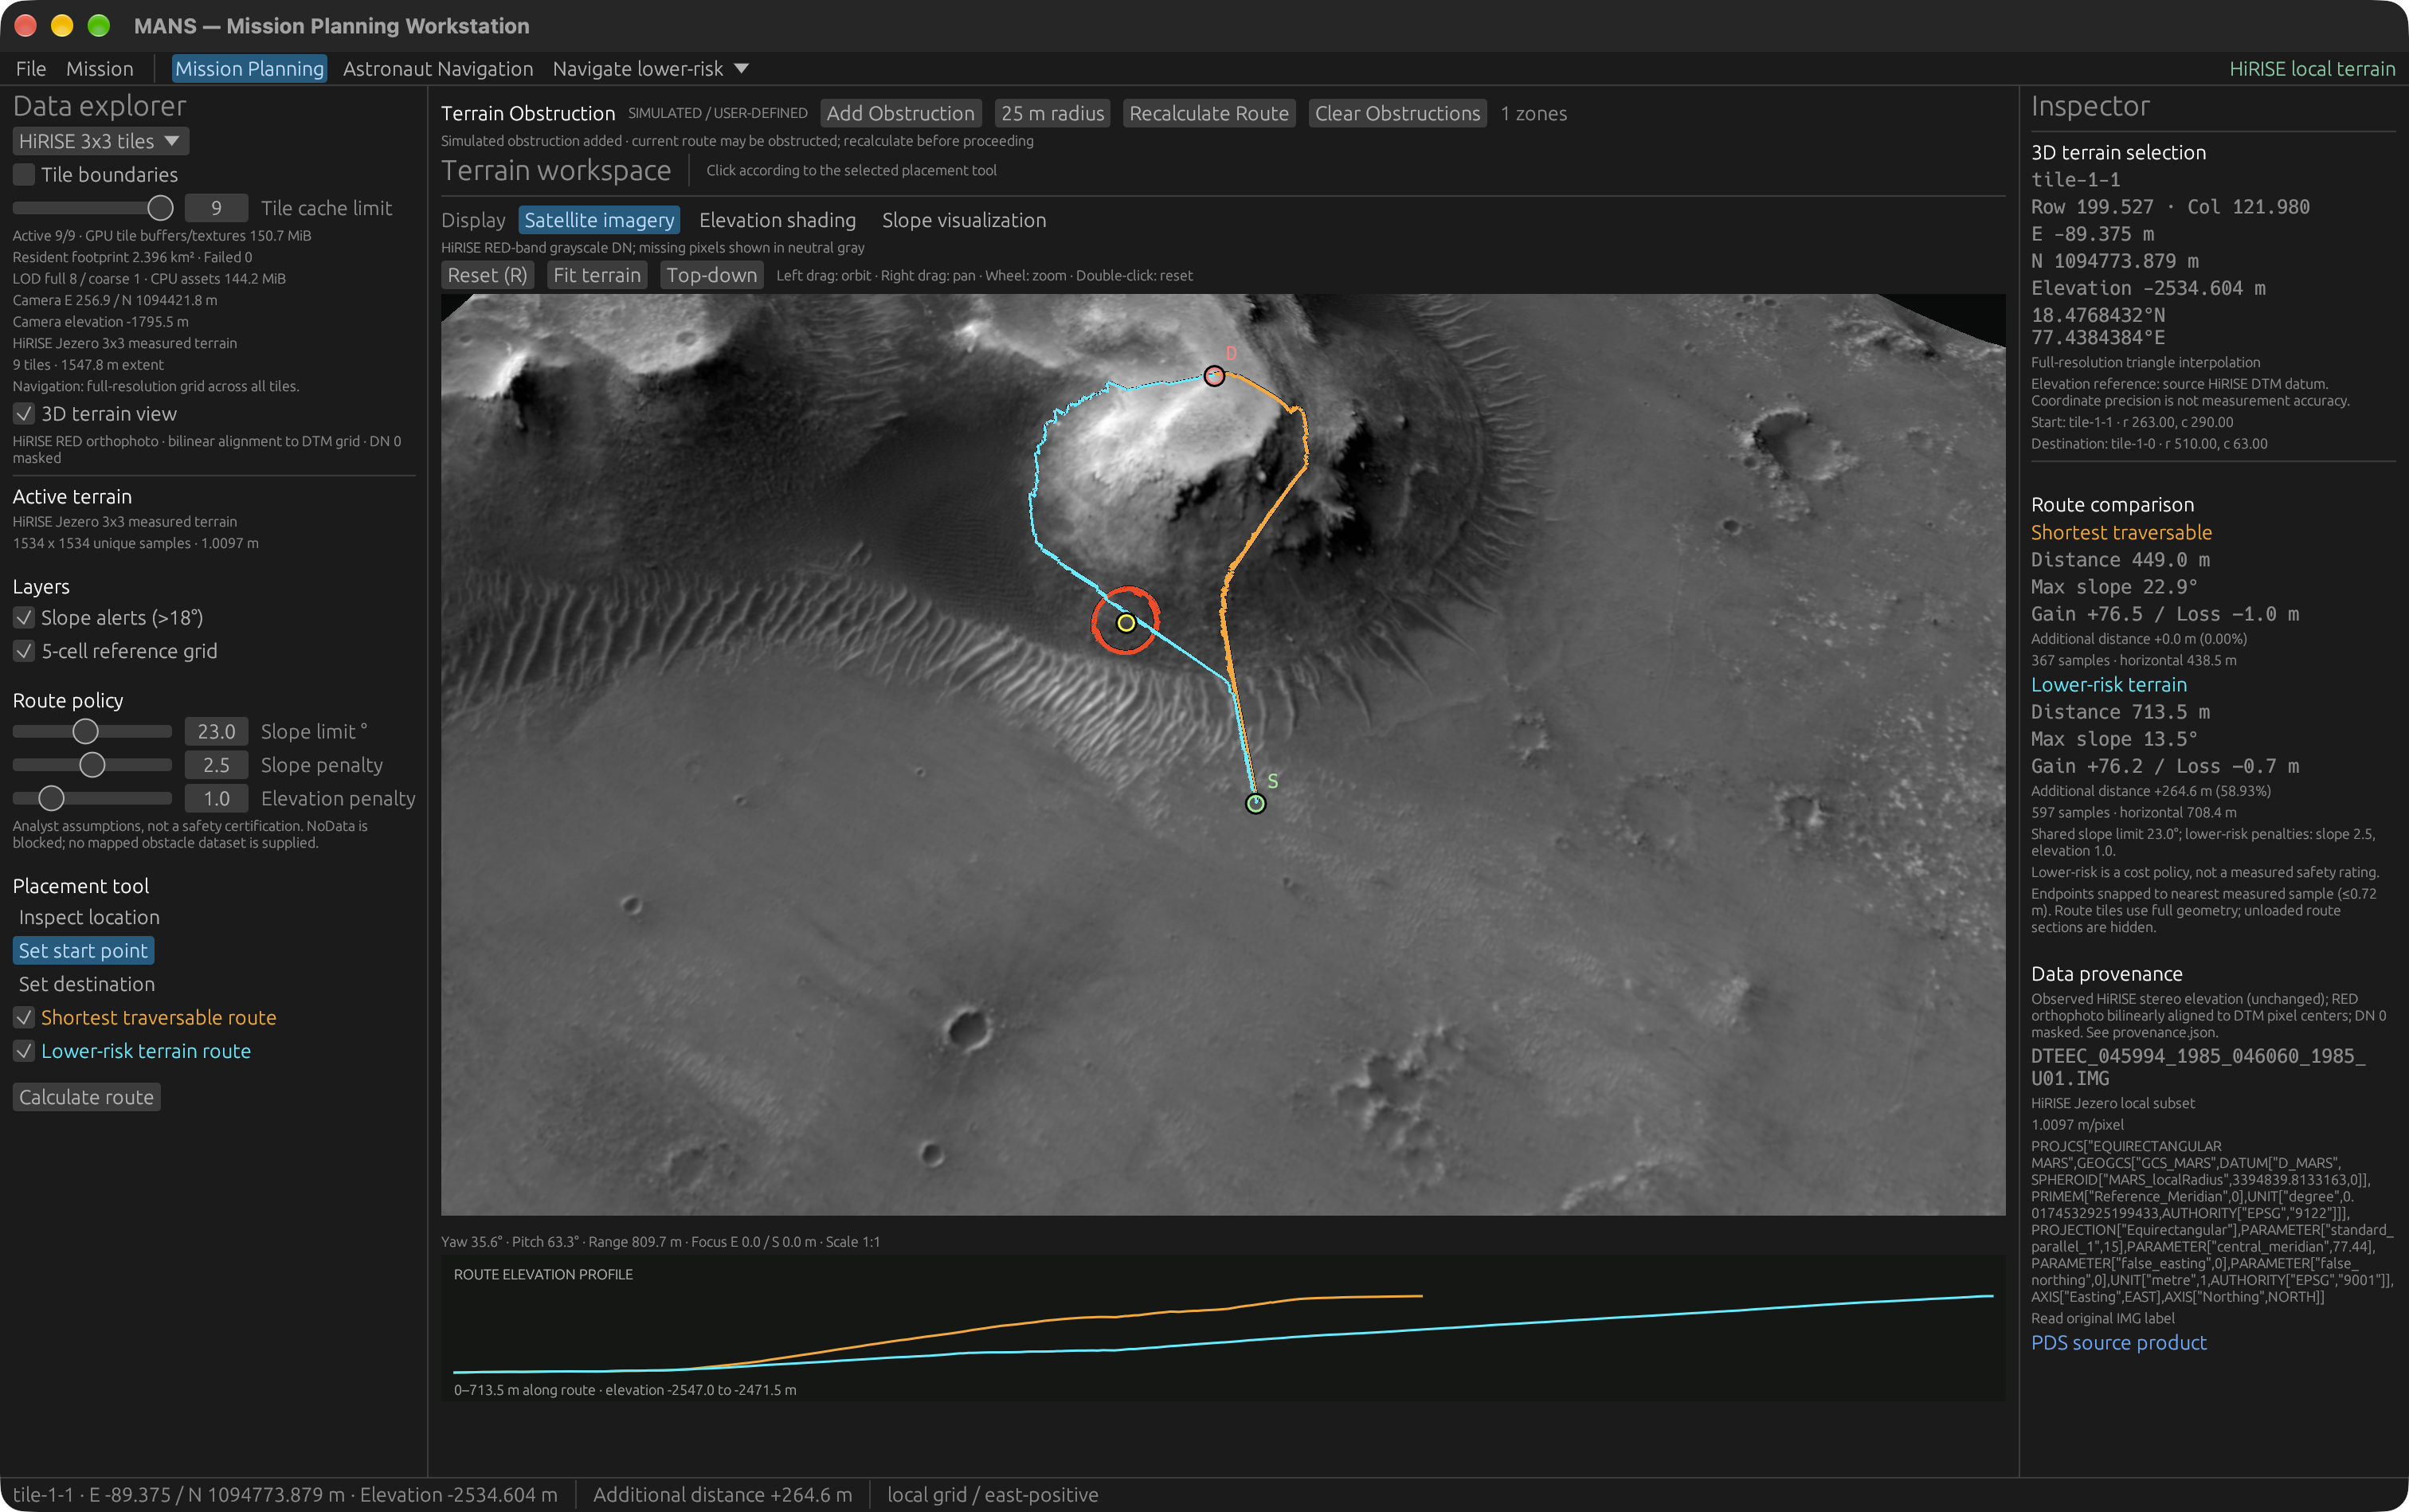 MANS — Mission Planning Workstation
File Mission Mission Planning Astronaut Navigation Navigate lower-risk HiRISE local terrain
Data explorer
HiRISE 3x3 tiles
Tile boundaries
9 Tile cache limit
Active 9/9 · GPU tile buffers/textures 150.7 MiB
Resident footprint 2.396 km² · Failed 0
LOD full 8 / coarse 1 · CPU assets 144.2 MiB
Camera E 256.9 / N 1094421.8 m
Camera elevation -1795.5 m
HiRISE Jezero 3x3 measured terrain
9 tiles · 1547.8 m extent
Navigation: full-resolution grid across all tiles.
3D terrain view
HiRISE RED orthophoto · bilinear alignment to DTM grid · DN 0
masked
Active terrain
HiRISE Jezero 3x3 measured terrain
1534 x 1534 unique samples · 1.0097 m
Layers
Slope alerts (>18°)
5-cell reference grid
Route policy
23.0 Slope limit °
2.5 Slope penalty
1.0 Elevation penalty
Analyst assumptions, not a safety certification. NoData is
blocked; no mapped obstacle dataset is supplied.
Placement tool
Inspect location
Set start point
Set destination
Shortest traversable route
Lower-risk terrain route
Calculate route
Terrain Obstruction SIMULATED / USER-DEFINED Add Obstruction 25 m radius Recalculate Route Clear Obstructions 1 zones
Simulated obstruction added · current route may be obstructed; recalculate before proceeding
Terrain workspace Click according to the selected placement tool
Display Satellite imagery Elevation shading Slope visualization
HiRISE RED-band grayscale DN; missing pixels shown in neutral gray
Reset (R) Fit terrain Top-down Left drag: orbit · Right drag: pan · Wheel: zoom · Double-click: reset
D
S
Yaw 35.6° · Pitch 63.3° · Range 809.7 m · Focus E 0.0 / S 0.0 m · Scale 1:1
ROUTE ELEVATION PROFILE
0–713.5 m along route · elevation -2547.0 to -2471.5 m
Inspector
3D terrain selection
tile-1-1
Row 199.527 · Col 121.980
E -89.375 m
N 1094773.879 m
Elevation -2534.604 m
18.4768432°N
77.4384384°E
Full-resolution triangle interpolation
Elevation reference: source HiRISE DTM datum.
Coordinate precision is not measurement accuracy.
Start: tile-1-1 · r 263.00, c 290.00
Destination: tile-1-0 · r 510.00, c 63.00
Route comparison
Shortest traversable
Distance 449.0 m
Max slope 22.9°
Gain +76.5 / Loss −1.0 m
Additional distance +0.0 m (0.00%)
367 samples · horizontal 438.5 m
Lower-risk terrain
Distance 713.5 m
Max slope 13.5°
Gain +76.2 / Loss −0.7 m
Additional distance +264.6 m (58.93%)
597 samples · horizontal 708.4 m
Shared slope limit 23.0°; lower-risk penalties: slope 2.5,
elevation 1.0.
Lower-risk is a cost policy, not a measured safety rating.
Endpoints snapped to nearest measured sample (≤0.72
m). Route tiles use full geometry; unloaded route
sections are hidden.
Data provenance
Observed HiRISE stereo elevation (unchanged); RED
orthophoto bilinearly aligned to DTM pixel centers; DN 0
masked. See provenance.json.
DTEEC_045994_1985_046060_1985_
U01.IMG
HiRISE Jezero local subset
1.0097 m/pixel
PROJCS["EQUIRECTANGULAR
MARS",GEOGCS["GCS_MARS",DATUM["D_MARS",
SPHEROID["MARS_localRadius",3394839.8133163,0]],
PRIMEM["Reference_Meridian",0],UNIT["degree",0.
0174532925199433,AUTHORITY["EPSG","9122"]]],
PROJECTION["Equirectangular"],PARAMETER["standard_
parallel_1",15],PARAMETER["central_meridian",77.44],
PARAMETER["false_easting",0],PARAMETER["false_
northing",0],UNIT["metre",1,AUTHORITY["EPSG","9001"]],
AXIS["Easting",EAST],AXIS["Northing",NORTH]]
Read original IMG label
PDS source product
tile-1-1 · E -89.375 / N 1094773.879 m · Elevation -2534.604 m Additional distance +264.6 m local grid / east-positive